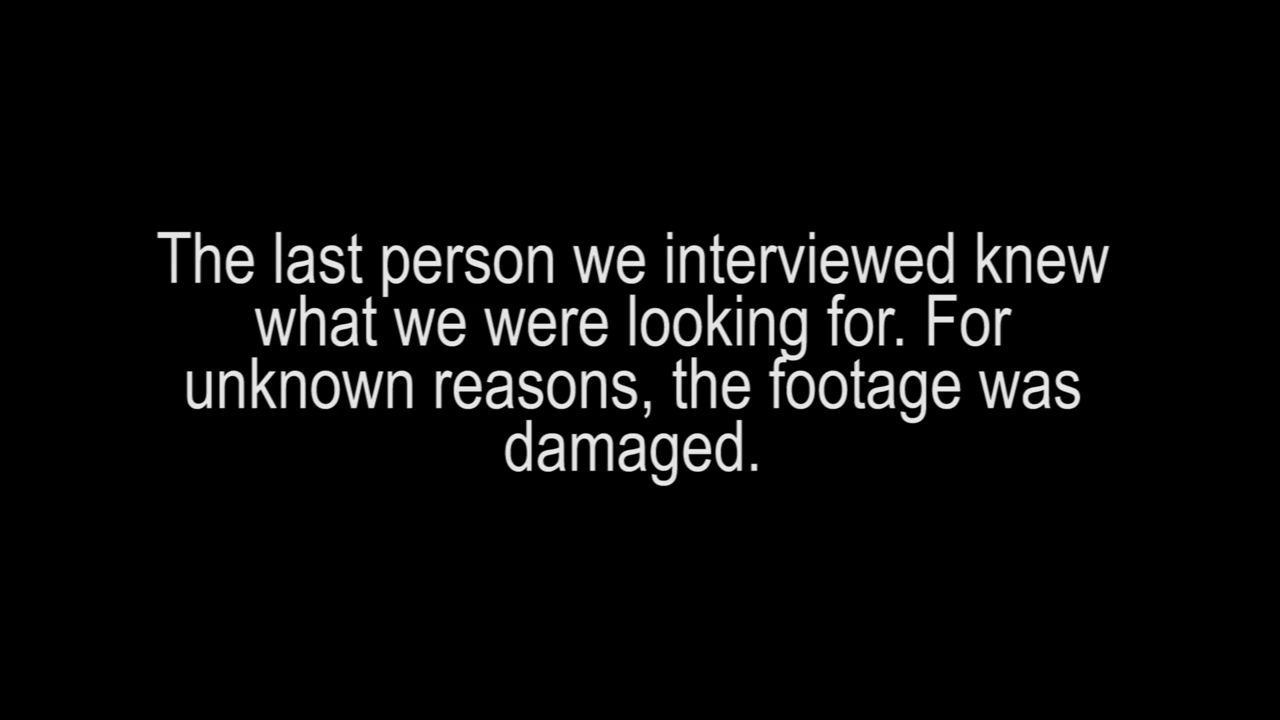 The last person we interviewed knew
what we were looking for. For
unknown reasons, the footage was
damaged.